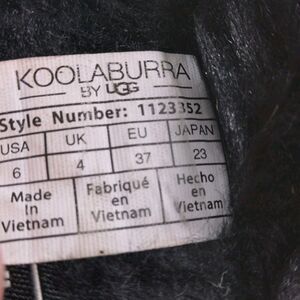 KOOLABURRA
BY UGG
Style Number: 1123352
USA UK EU JAPAN
6 4 37 23
Made Fabriqué Hecho
in en en
Vietnam Vietnam Vietnam